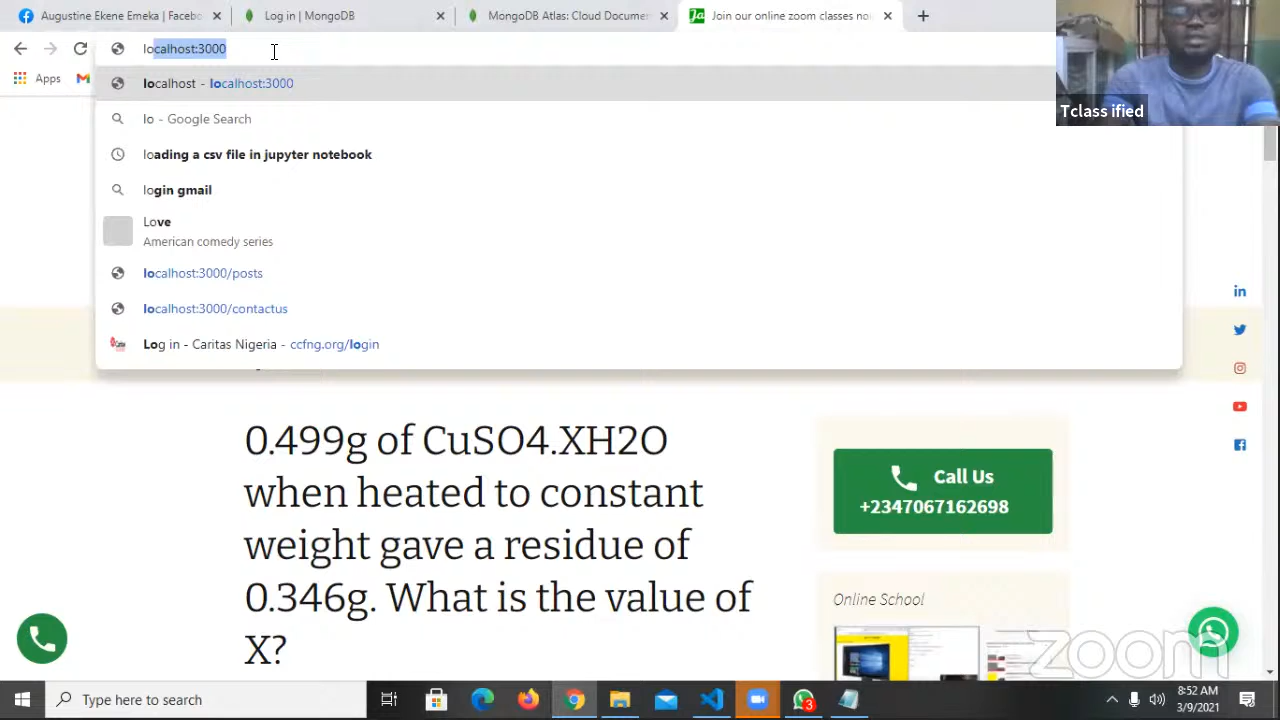 Augustine Ekene Emeka | Facebo
Log in | MongoDB
MongoDB Atlas: Cloud Documen
Join our online zoom classes no
localhost:3000
Apps
localhost - localhost:3000
lo - Google Search
loading a csv file in jupyter notebook
login gmail
Love
American comedy series
localhost:3000/posts
localhost:3000/contactus
Log in - Caritas Nigeria - ccfng.org/login
Tclass ified
0.499g of CuSO4.XH2O
when heated to constant
weight gave a residue of
0.346g. What is the value of
X?
Call Us
+2347067162698
Online School
zoom
Type here to search
3
8:52 AM
3/9/2021